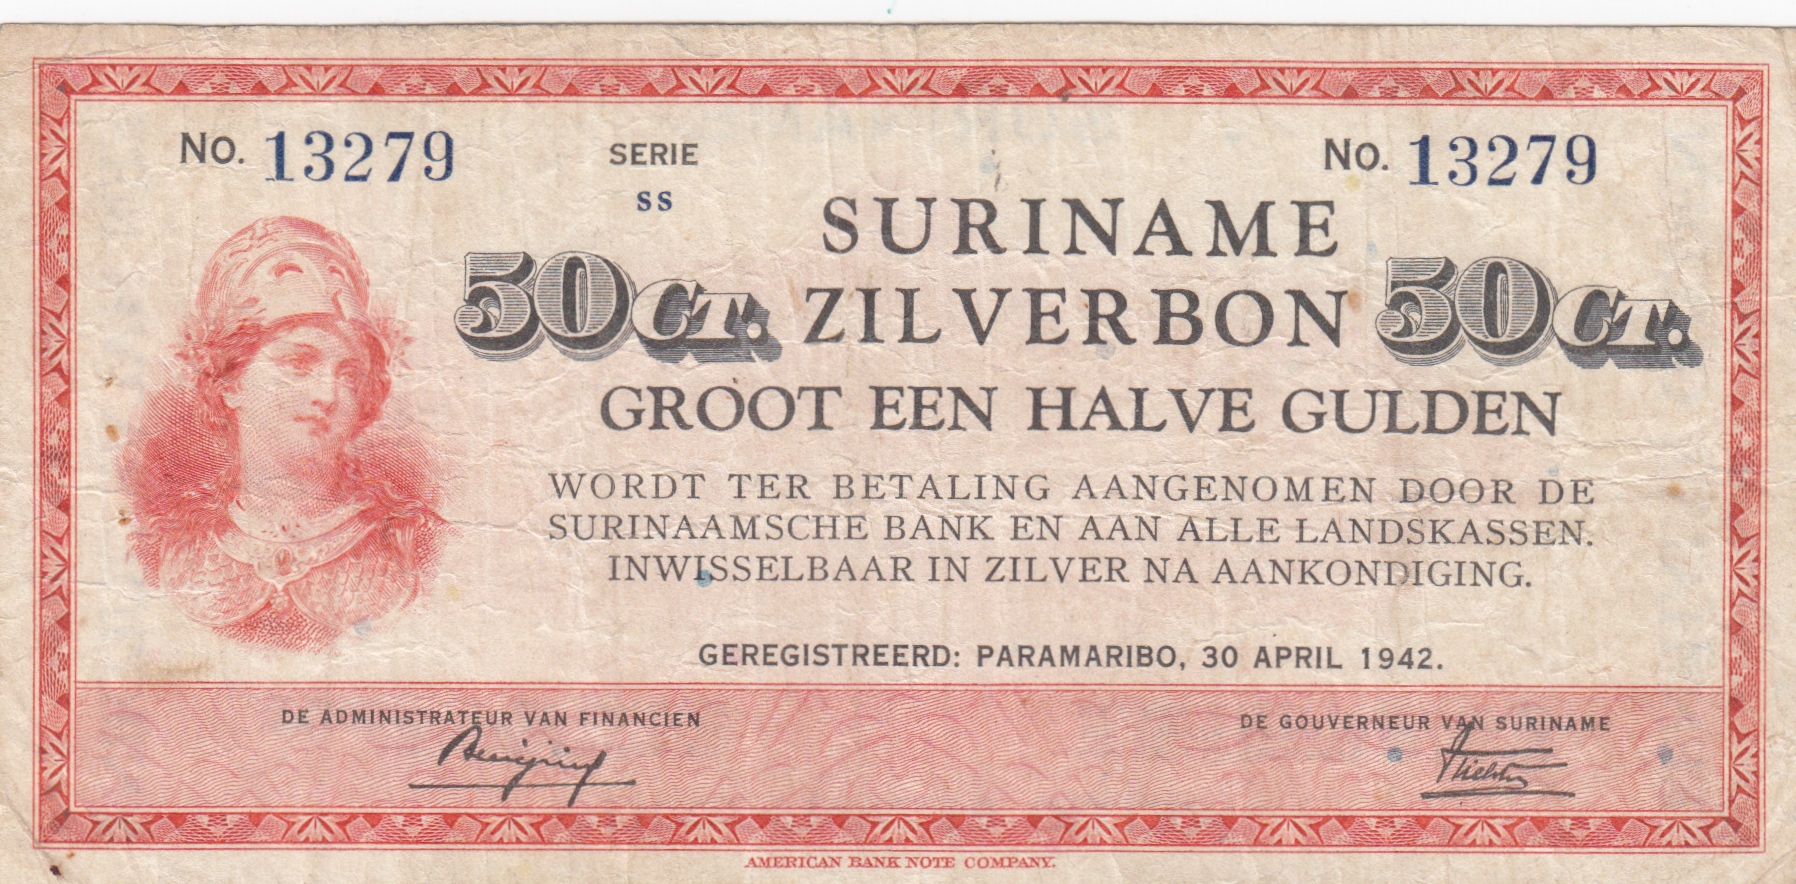 No. 13279 SERIE No. 13279
SS
SURINAME
50 CT. ZILVERBON 50 CT.
GROOT EEN HALVE GULDEN
WORDT TER BETALING AANGENOMEN DOOR DE
SURINAAMSCHE BANK EN AAN ALLE LANDSKASSEN.
INWISSELBAAR IN ZILVER NA AANKONDIGING.
GEREGISTREERD: PARAMARIBO, 30 APRIL 1942.
DE ADMINISTRATEUR VAN FINANCIEN DE GOUVERNEUR VAN SURINAME
AMERICAN BANK NOTE COMPANY.